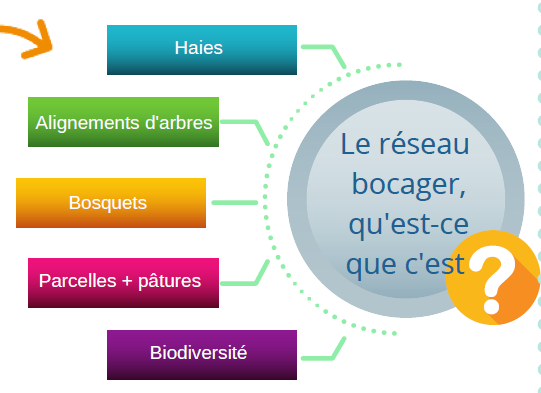 Haies
Alignements d'arbres
Bosquets
Parcelles + pâtures
Biodiversité
Le réseau
bocager,
qu'est-ce
que c'est
?